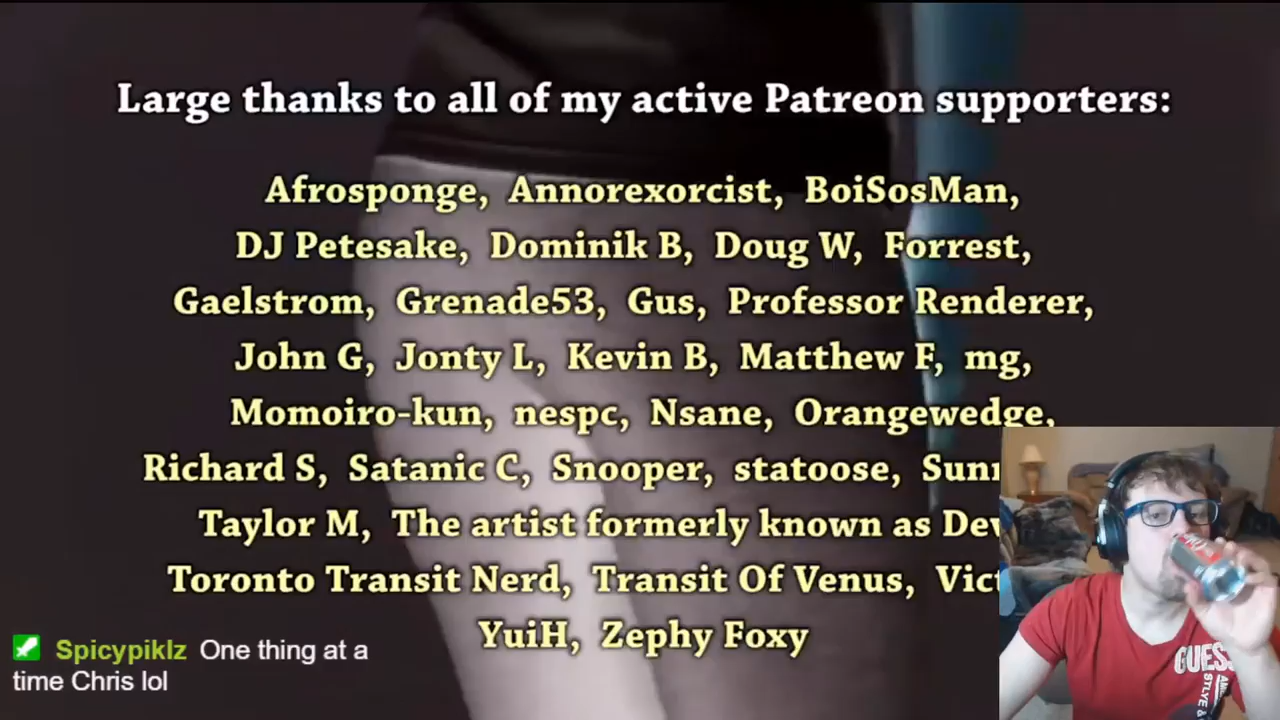 Large thanks to all of my active Patreon supporters:
Afrosponge, Annorexorcist, BoiSosMan,
DJ Petesake, Dominik B, Doug W, Forrest,
Gaelstrom, Grenade53, Gus, Professor Renderer,
John G, Jonty L, Kevin B, Matthew F, mg,
Momoiro-kun, nespc, Nsane, Orangewedge,
Richard S, Satanic C, Snooper, statoose,
Taylor M, The artist formerly known as
Toronto Transit Nerd, Transit Of Venus,
YuiH, Zephy Foxy
Spicypiklz One thing at a
time Chris lol
GUESS